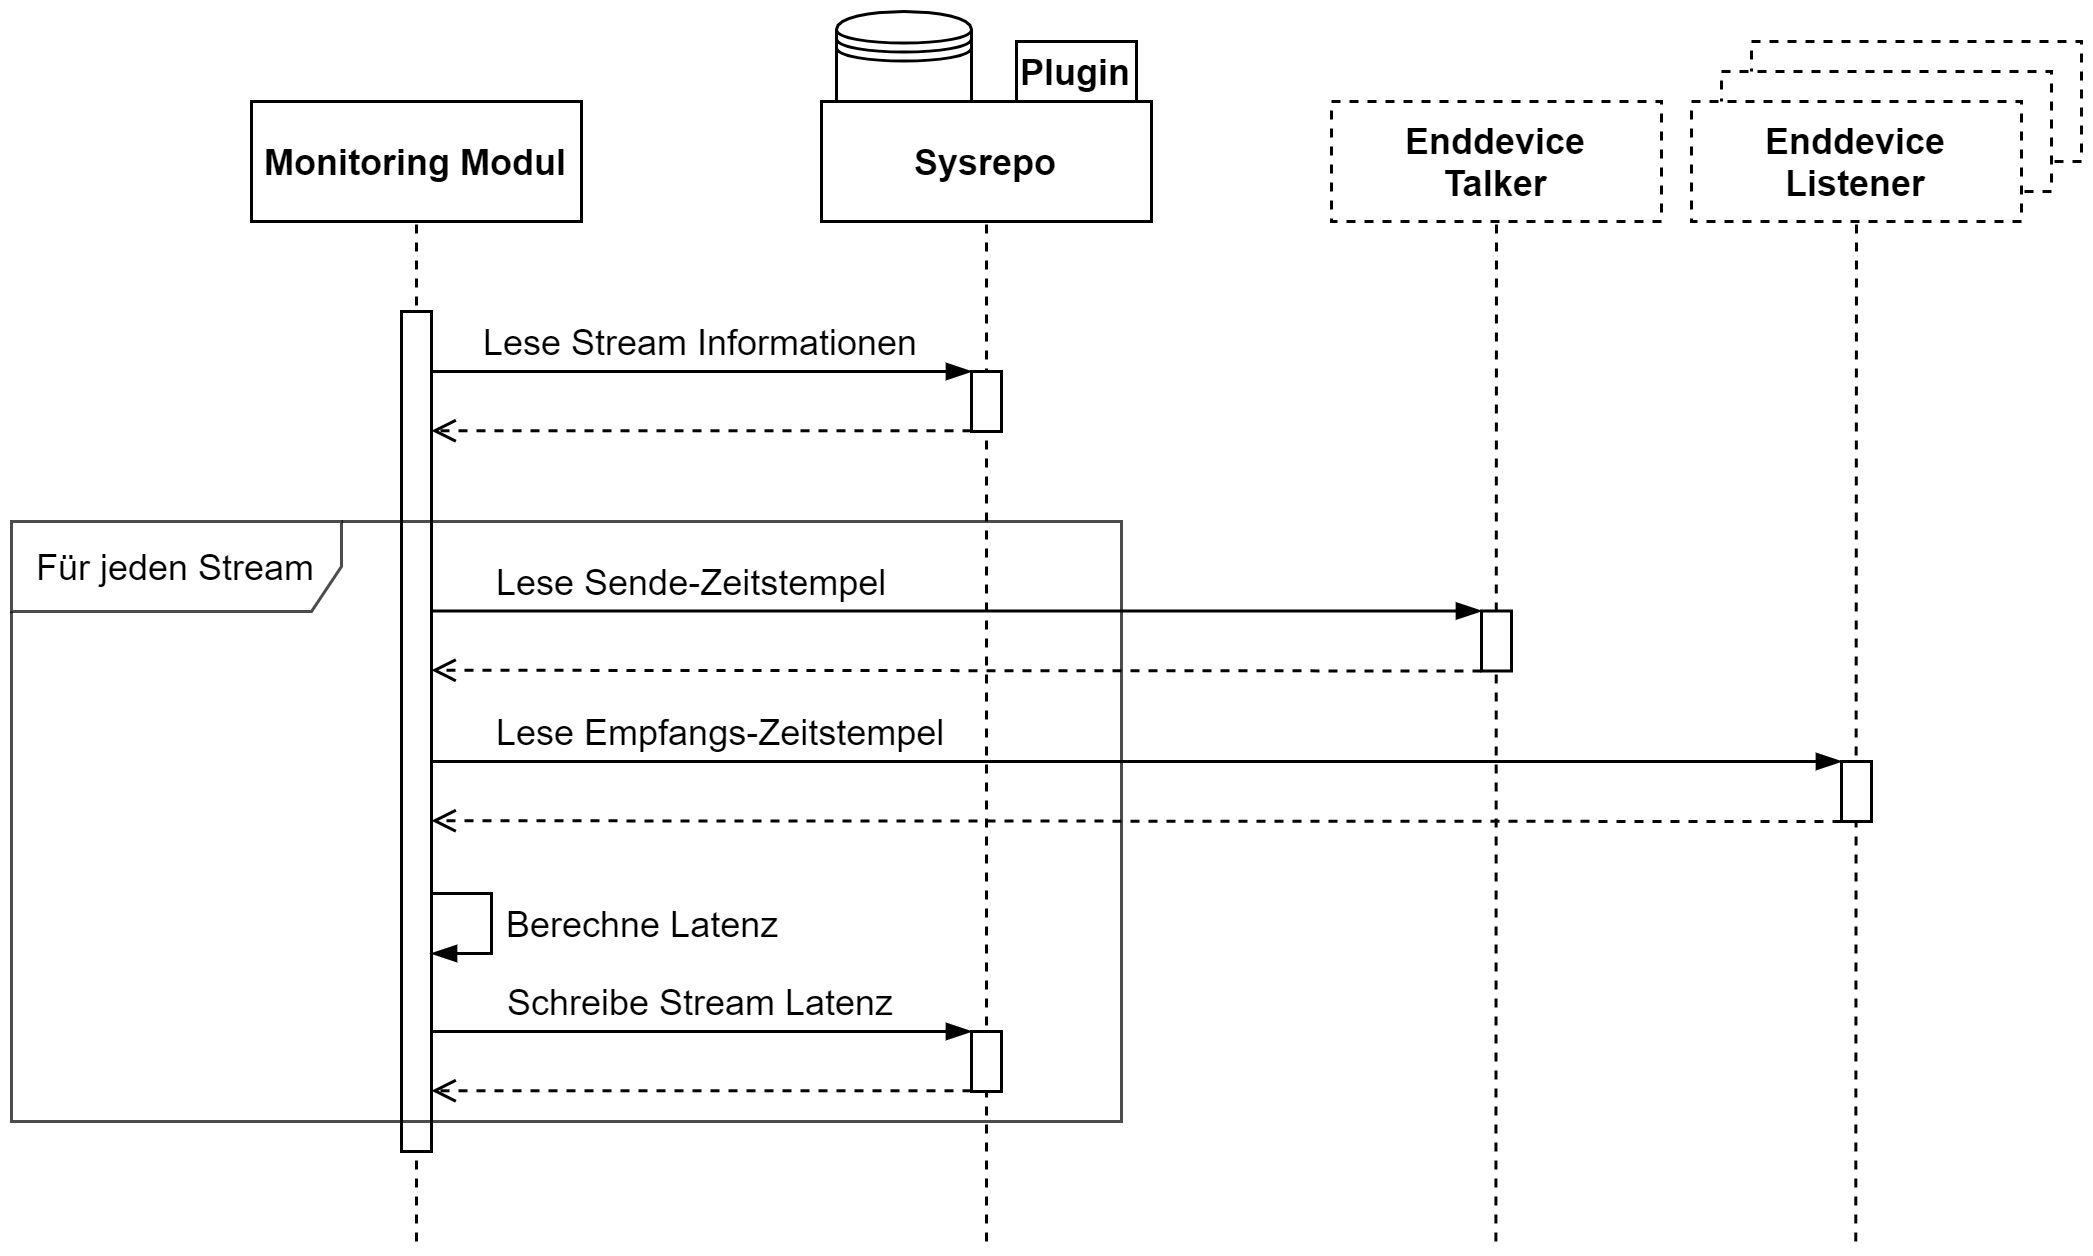 Plugin
Monitoring Modul
Sysrepo
Enddevice
Talker
Enddevice
Listener
Lese Stream Informationen
Für jeden Stream
Lese Sende-Zeitstempel
Lese Empfangs-Zeitstempel
Berechne Latenz
Schreibe Stream Latenz